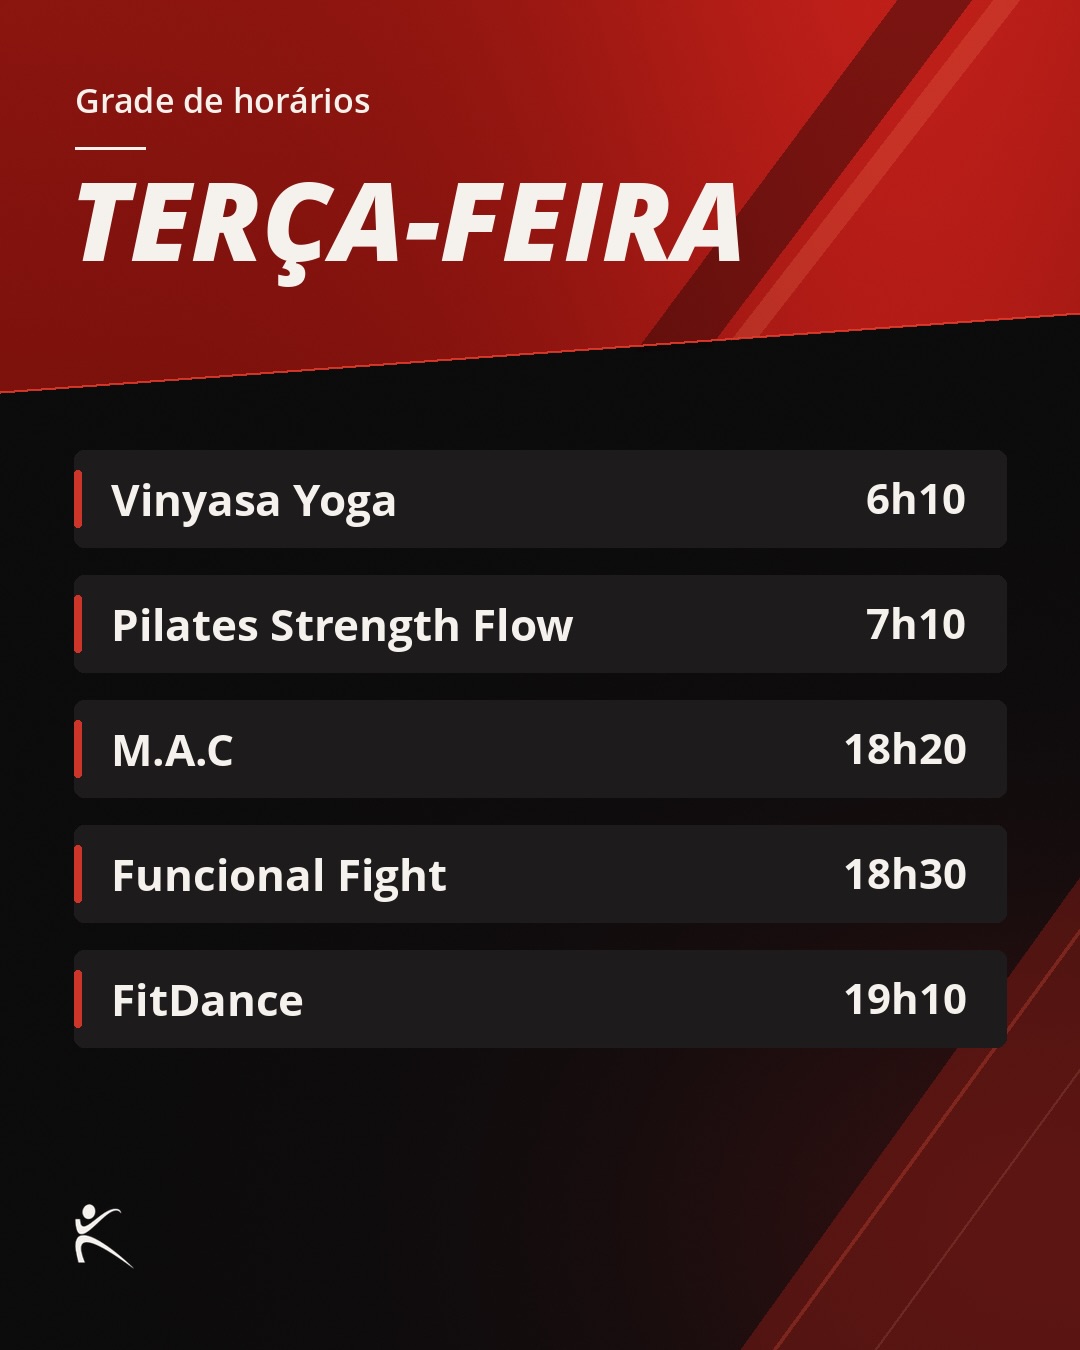 Grade de horários
TERÇA-FEIRA
Vinyasa Yoga 6h10
Pilates Strength Flow 7h10
M.A.C 18h20
Funcional Fight 18h30
FitDance 19h10